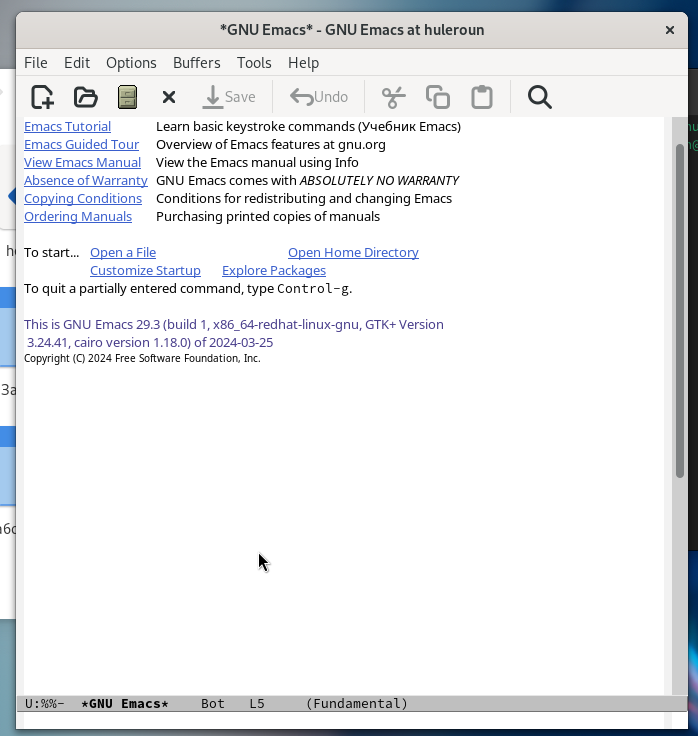 *GNU Emacs* - GNU Emacs at huleroun
File Edit Options Buffers Tools Help
Save Undo
Emacs Tutorial Learn basic keystroke commands (Учебник Emacs)
Emacs Guided Tour Overview of Emacs features at gnu.org
View Emacs Manual View the Emacs manual using Info
Absence of Warranty GNU Emacs comes with ABSOLUTELY NO WARRANTY
Copying Conditions Conditions for redistributing and changing Emacs
Ordering Manuals Purchasing printed copies of manuals
To start... Open a File Open Home Directory
Customize Startup Explore Packages
To quit a partially entered command, type Control-g.
This is GNU Emacs 29.3 (build 1, x86_64-redhat-linux-gnu, GTK+ Version
3.24.41, cairo version 1.18.0) of 2024-03-25
Copyright (C) 2024 Free Software Foundation, Inc.
U:%%- *GNU Emacs* Bot L5 (Fundamental)